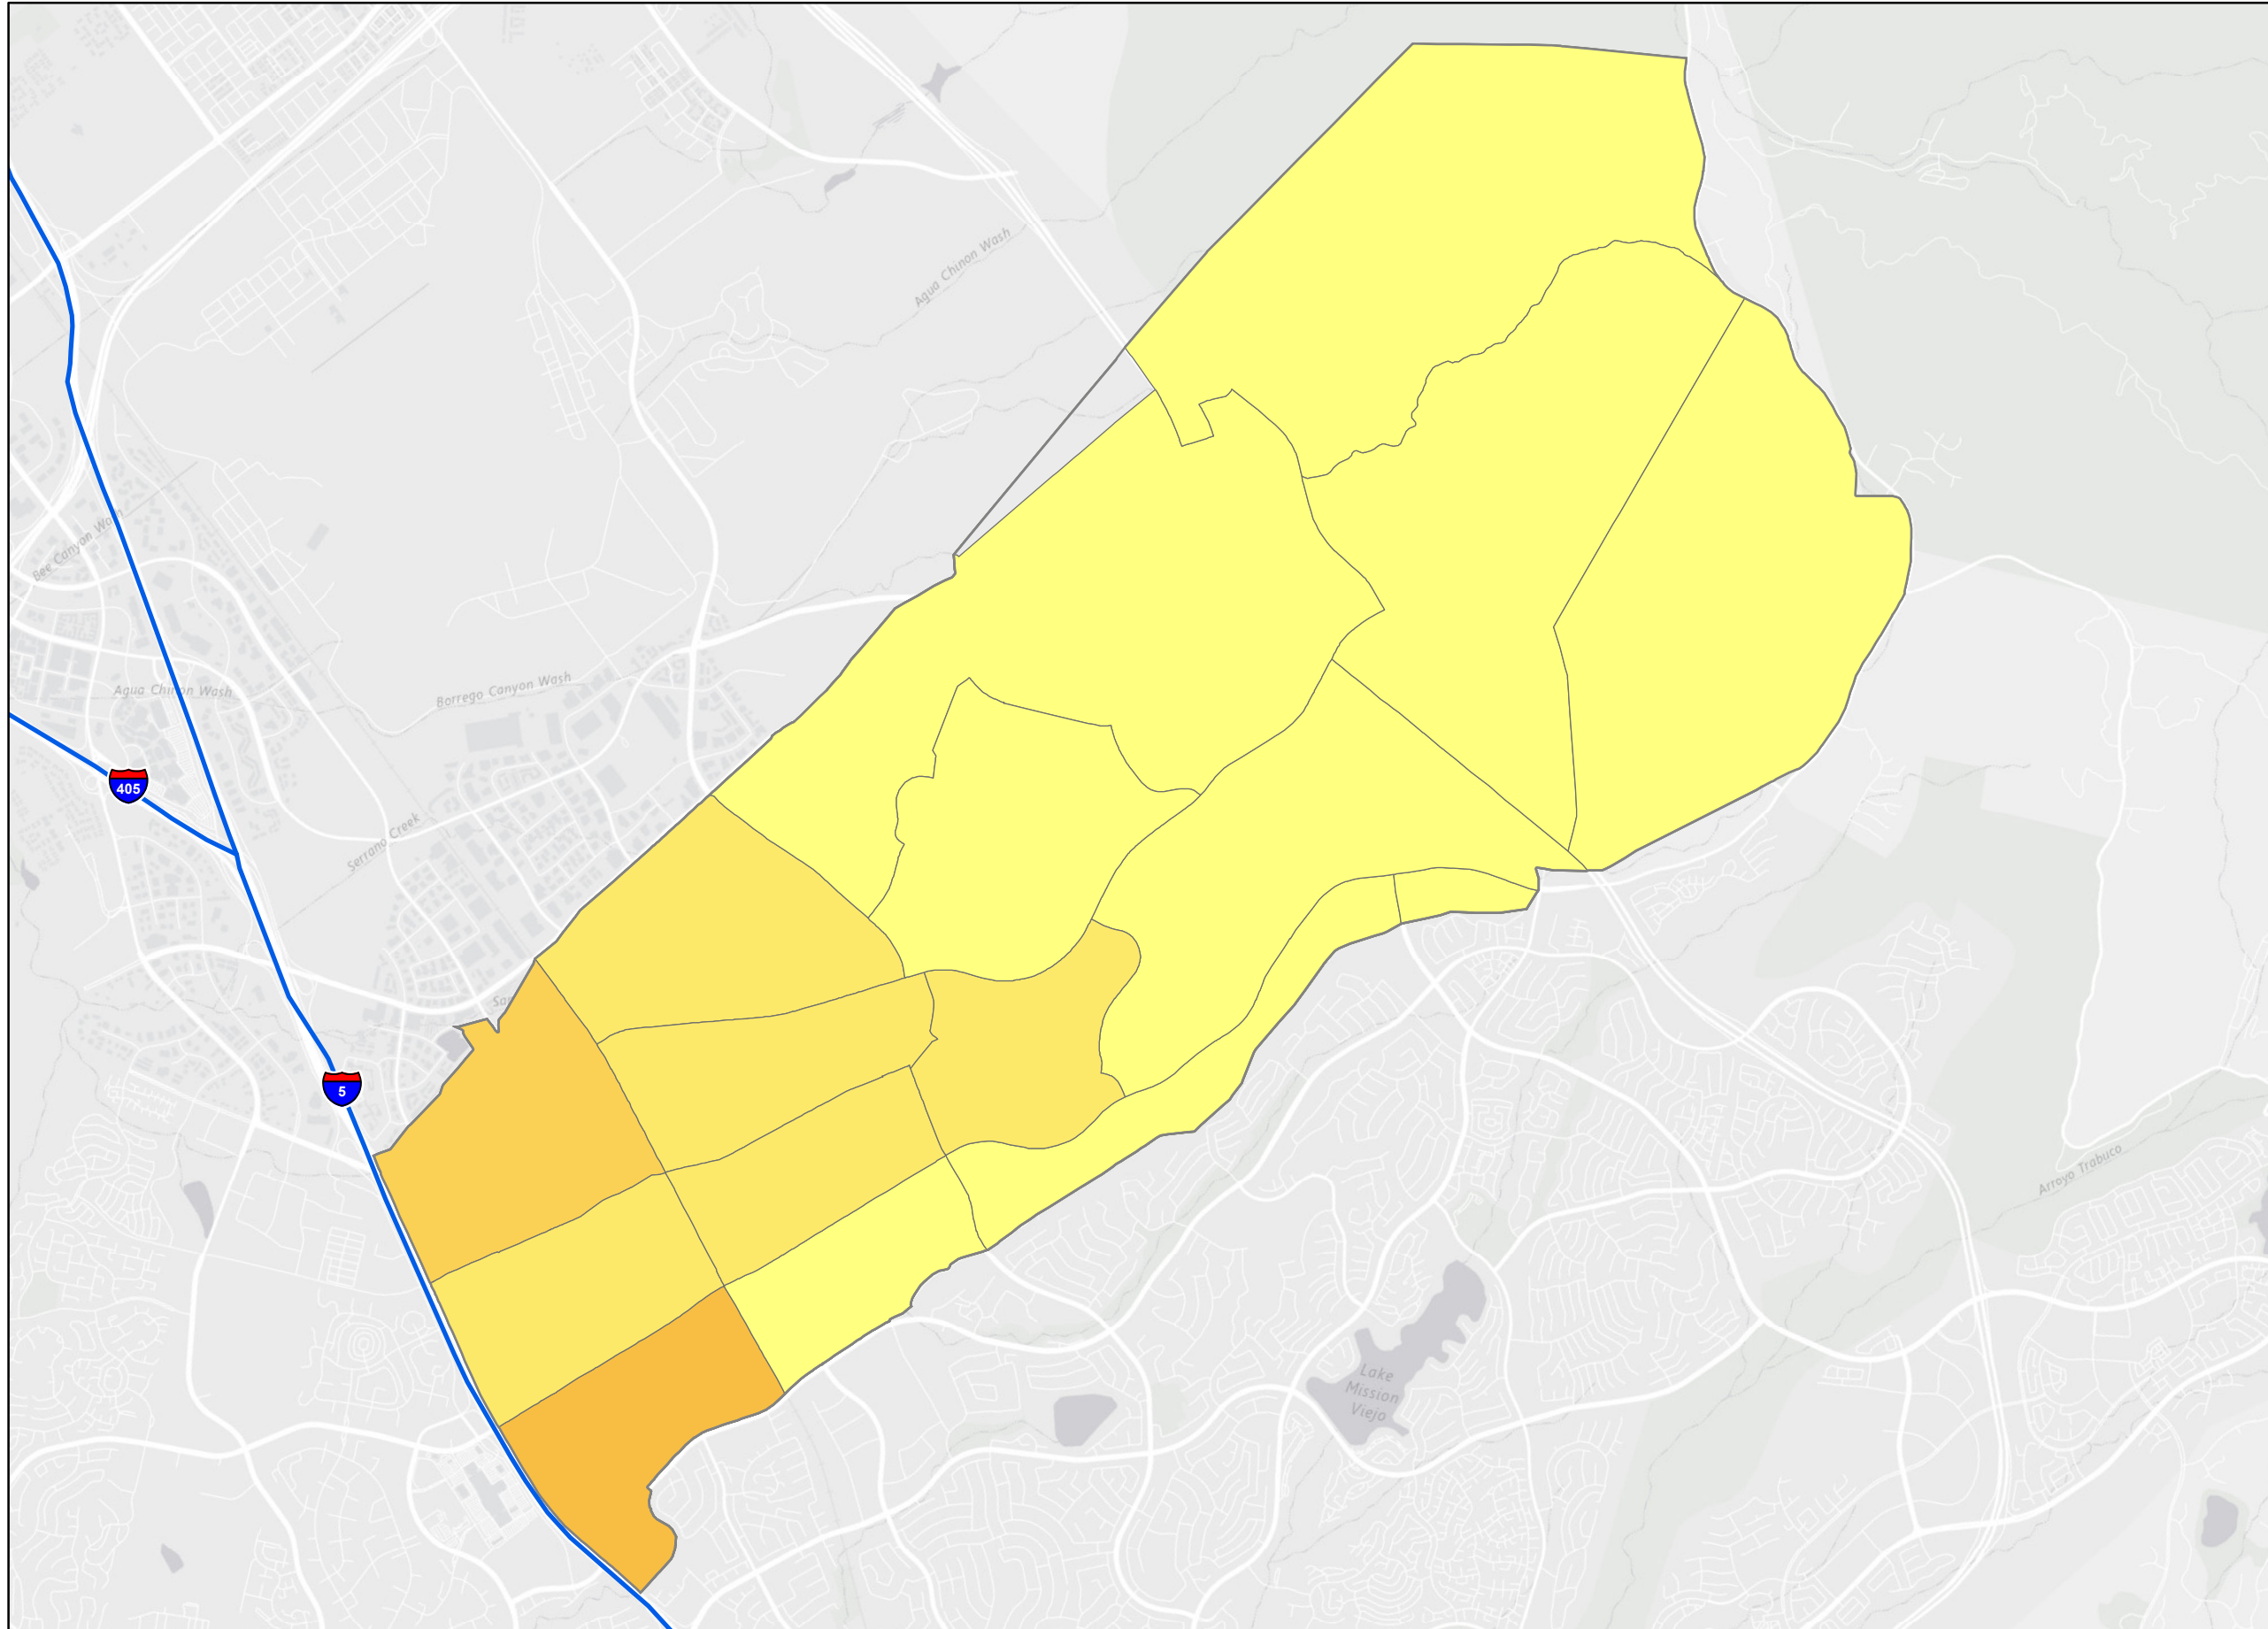 Agua Chinon Wash
Bee Canyon Wash
Agua Chinon Wash
Borrego Canyon Wash
405
Serrano Creek
5
Arroyo Trabuco
Lake
Mission
Viejo